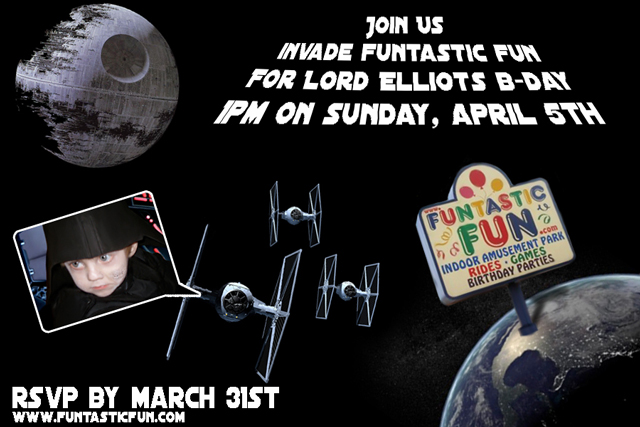 JOIN US
INVADE FUNTASTIC FUN
FOR LORD ELLIOTS B-DAY
1PM ON SUNDAY, APRIL 5TH
www.
FUNTASTIC
FUN
.com
INDOOR AMUSEMENT PARK
RIDES • GAMES
BIRTHDAY PARTIES
RSVP BY MARCH 31ST
WWW.FUNTASTICFUN.COM